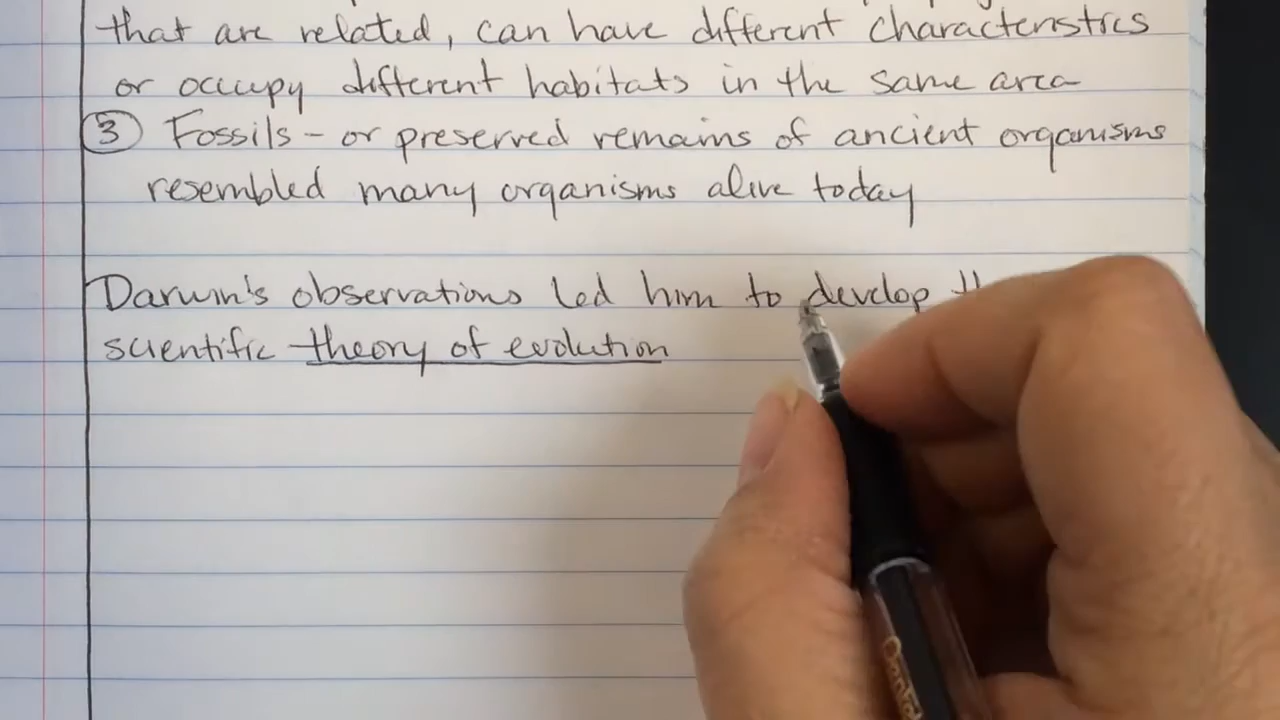 that are related, can have different characteristics
or occupy different habitats in the same area
3 Fossils - or preserved remains of ancient organisms
resembled many organisms alive today
Darwin's observations led him to develop
scientific theory of evolution